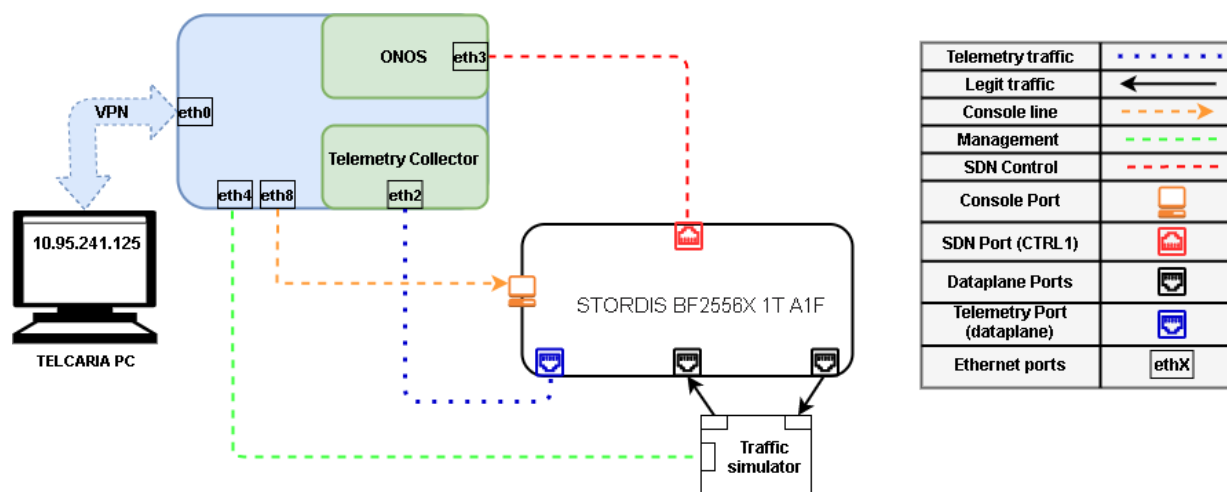 ONOS
eth3
VPN
eth0
Telemetry Collector
eth4
eth8
eth2
10.95.241.125
TELCARIA PC
STORDIS BF2556X 1T A1F
Traffic
simulator
Telemetry traffic
Legit traffic
Console line
Management
SDN Control
Console Port
SDN Port (CTRL1)
Dataplane Ports
Telemetry Port
(dataplane)
Ethernet ports
ethX